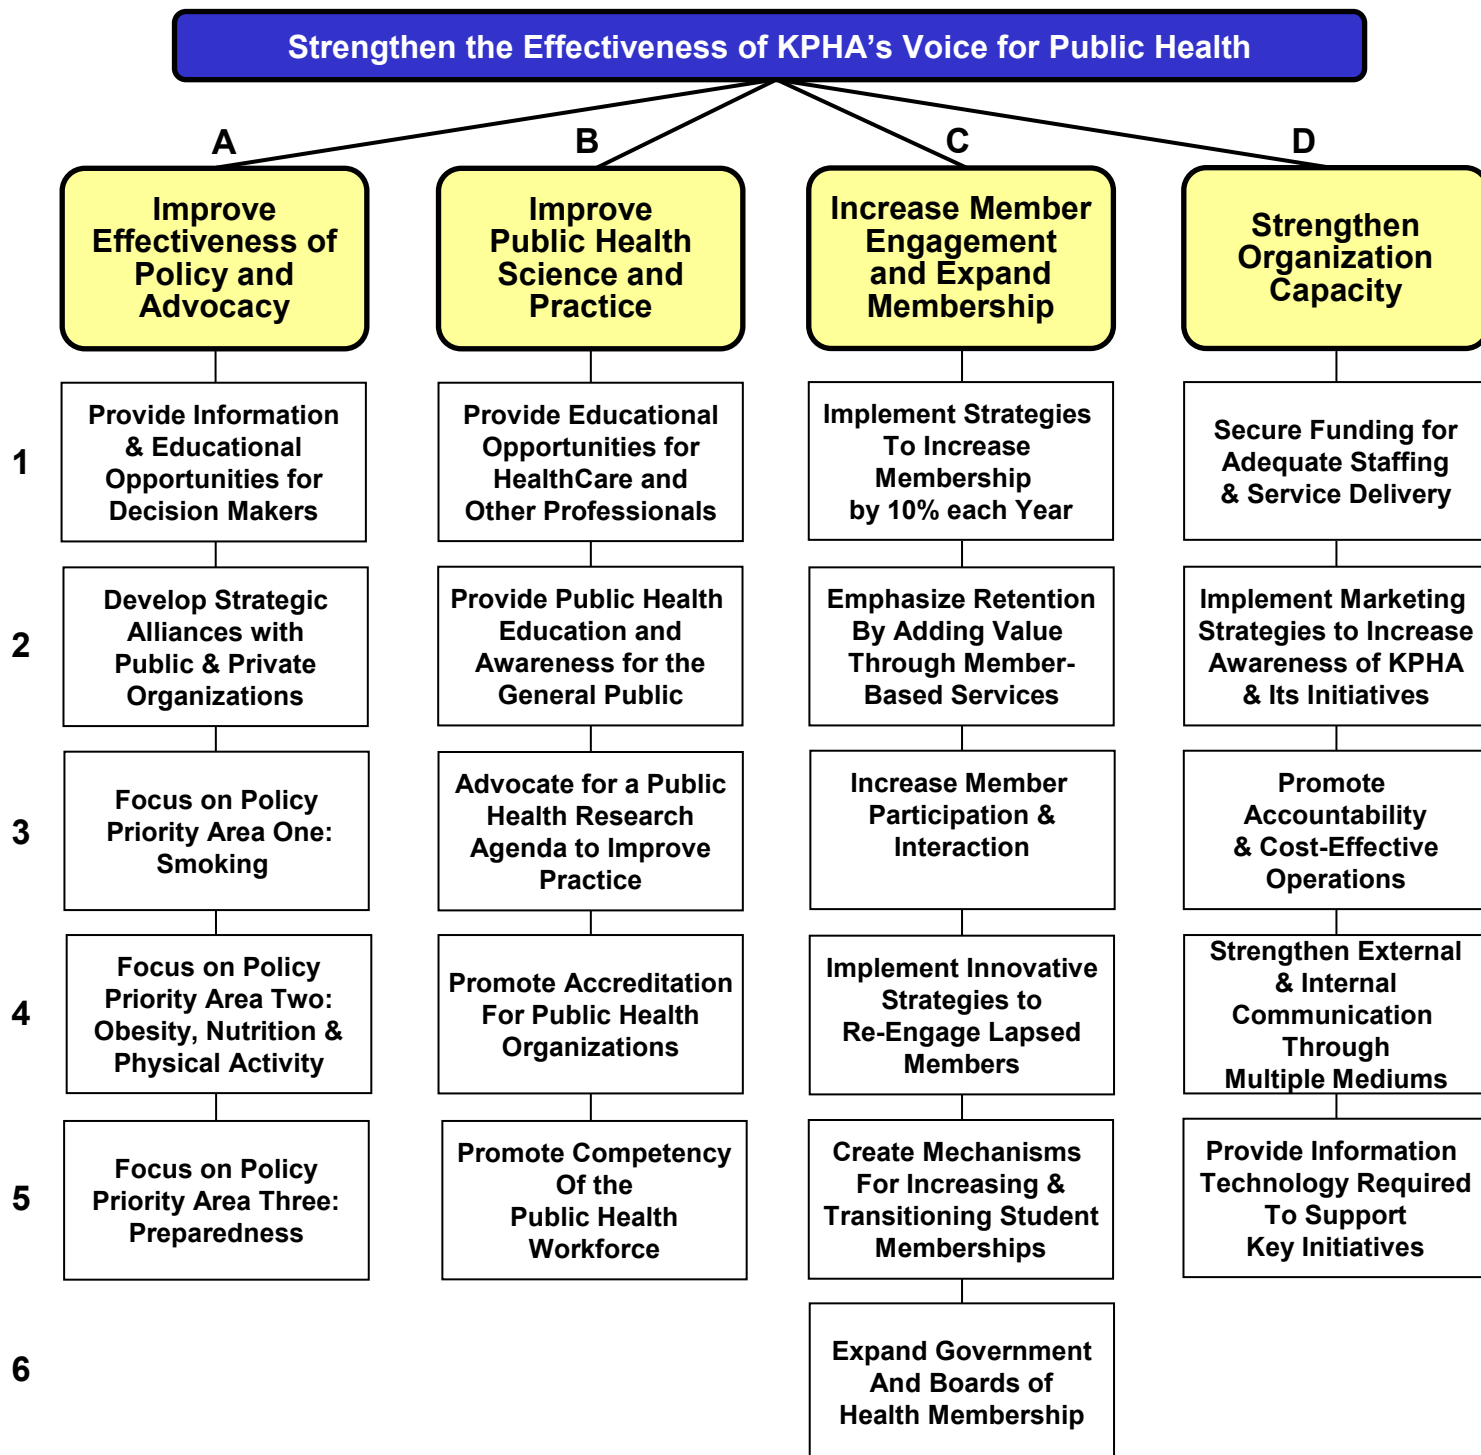 Strengthen the Effectiveness of KPHA’s Voice for Public Health
A
B
C
D
Improve
Effectiveness of
Policy and
Advocacy
Improve
Public Health
Science and
Practice
Increase Member
Engagement
and Expand
Membership
Strengthen
Organization
Capacity
1
Provide Information
& Educational
Opportunities for
Decision Makers
Provide Educational
Opportunities for
HealthCare and
Other Professionals
Implement Strategies
To Increase
Membership
by 10% each Year
Secure Funding for
Adequate Staffing
& Service Delivery
2
Develop Strategic
Alliances with
Public & Private
Organizations
Provide Public Health
Education and
Awareness for the
General Public
Emphasize Retention
By Adding Value
Through Member-
Based Services
Implement Marketing
Strategies to Increase
Awareness of KPHA
& Its Initiatives
3
Focus on Policy
Priority Area One:
Smoking
Advocate for a Public
Health Research
Agenda to Improve
Practice
Increase Member
Participation &
Interaction
Promote
Accountability
& Cost-Effective
Operations
4
Focus on Policy
Priority Area Two:
Obesity, Nutrition &
Physical Activity
Promote Accreditation
For Public Health
Organizations
Implement Innovative
Strategies to
Re-Engage Lapsed
Members
Strengthen External
& Internal
Communication
Through
Multiple Mediums
5
Focus on Policy
Priority Area Three:
Preparedness
Promote Competency
Of the
Public Health
Workforce
Create Mechanisms
For Increasing &
Transitioning Student
Memberships
Provide Information
Technology Required
To Support
Key Initiatives
6
Expand Government
And Boards of
Health Membership